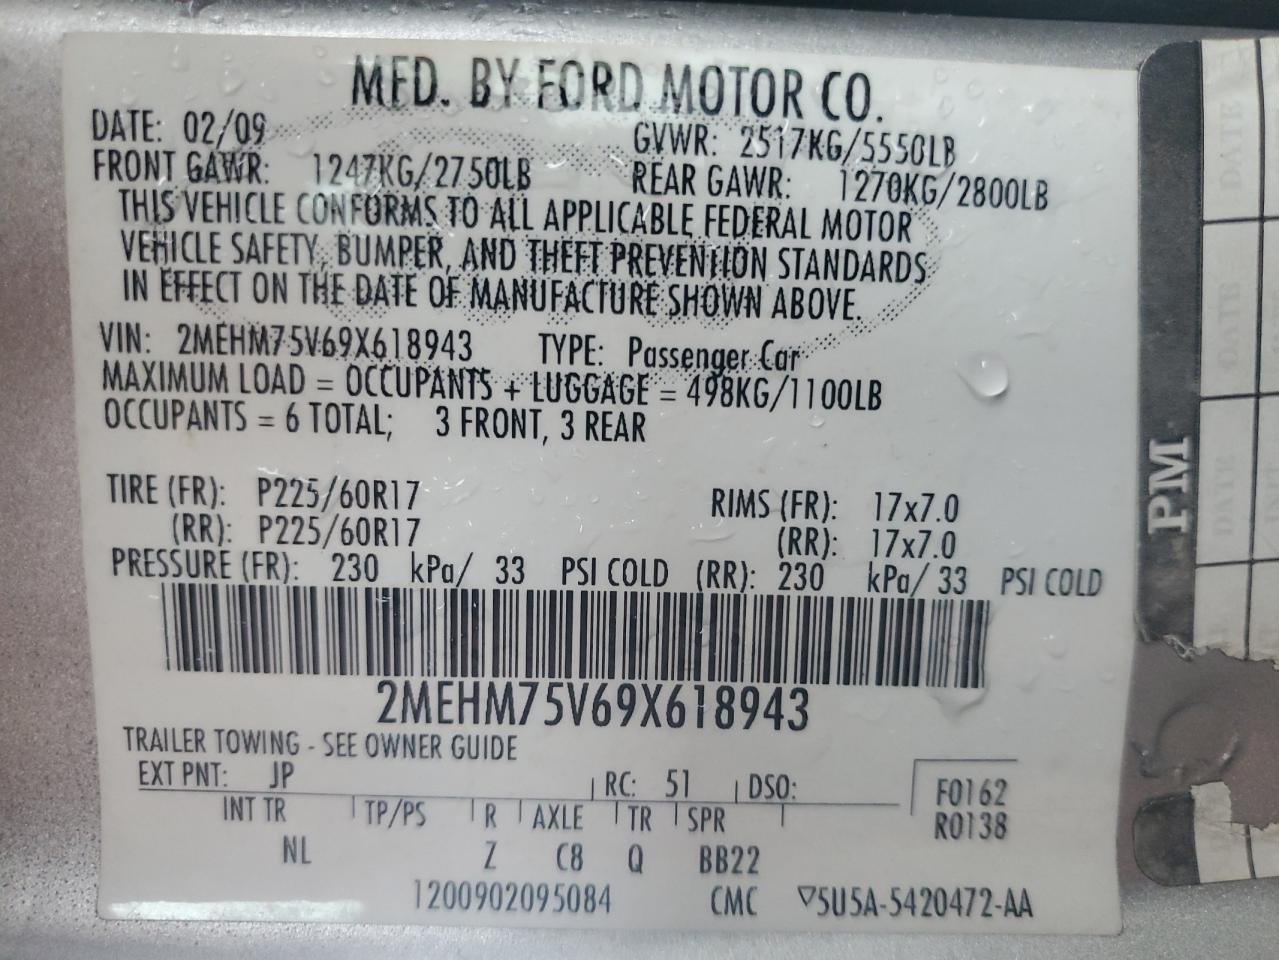 MFD. BY FORD MOTOR CO.
DATE: 02/09 GVWR: 2517KG/5550LB
FRONT GAWR: 1247KG/2750LB REAR GAWR: 1270KG/2800LB
THIS VEHICLE CONFORMS TO ALL APPLICABLE FEDERAL MOTOR
VEHICLE SAFETY, BUMPER, AND THEFT PREVENTION STANDARDS
IN EFFECT ON THE DATE OF MANUFACTURE SHOWN ABOVE.
VIN: 2MEHM75V69X618943 TYPE: Passenger Car
MAXIMUM LOAD = OCCUPANTS + LUGGAGE = 498KG/1100LB
OCCUPANTS = 6 TOTAL; 3 FRONT, 3 REAR
TIRE (FR): P225/60R17 RIMS (FR): 17x7.0
(RR): P225/60R17 (RR): 17x7.0
PRESSURE (FR): 230 kPa/ 33 PSI COLD (RR): 230 kPa/ 33 PSI COLD
2MEHM75V69X618943
TRAILER TOWING - SEE OWNER GUIDE
EXT PNT: JP RC: 51 DSO: F0162
INT TR TP/PS R AXLE TR SPR R0138
NL Z C8 Q BB22
1200902095084 CMC ▽5U5A-5420472-AA
PM
DATE
DATE
DATE